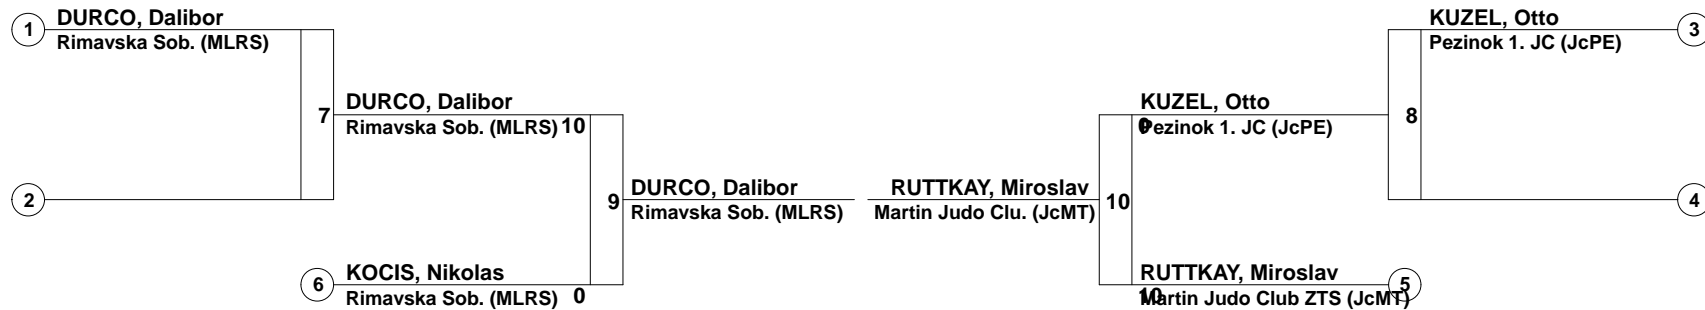 1
DURCO, Dalibor
Rimavska Sob. (MLRS)
KUZEL, Otto
Pezinok 1. JC (JcPE)
3
7
DURCO, Dalibor
Rimavska Sob. (MLRS)
10
KUZEL, Otto
Pezinok 1. JC (JcPE)
0
8
2
9
DURCO, Dalibor
Rimavska Sob. (MLRS)
RUTTKAY, Miroslav
Martin Judo Clu. (JcMT)
10
4
6
KOCIS, Nikolas
Rimavska Sob. (MLRS)
0
RUTTKAY, Miroslav
Martin Judo Club ZTS (JcMT)
10
5